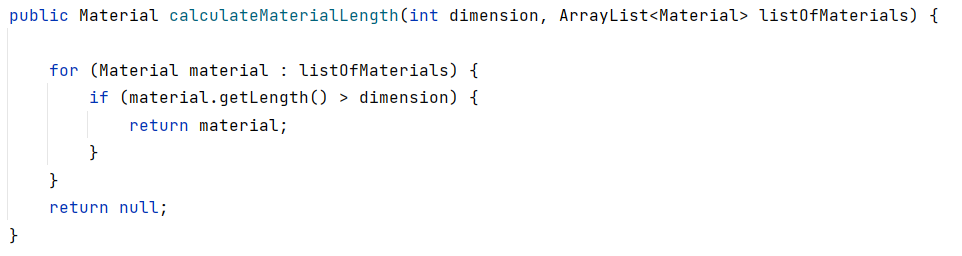 public Material calculateMaterialLength(int dimension, ArrayList<Material> listOfMaterials) {
for (Material material : listOfMaterials) {
if (material.getLength() > dimension) {
return material;
}
}
return null;
}